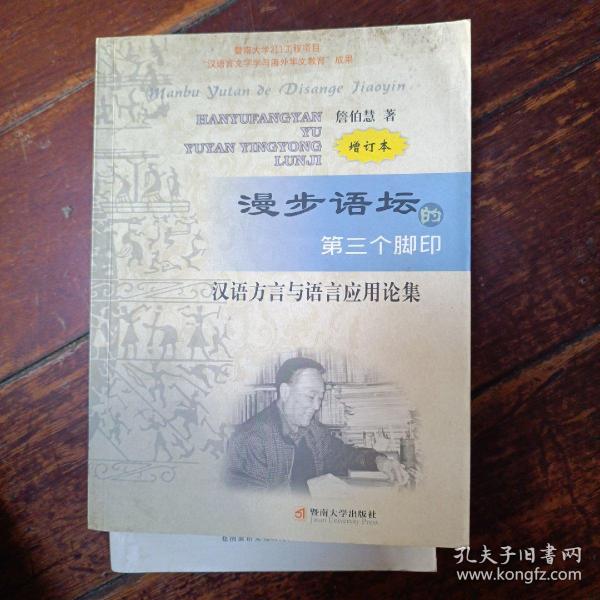 暨南大学211工程项目
“汉语言文字学与海外华文教育”成果
Manbu Yutan de Disange Jiaoyin
HANYUFANGYAN
YU
YUYAN YINGYONG
LUNJI
詹伯慧 著
增订本
漫步语坛的
第三个脚印
汉语方言与语言应用论集
暨南大学出版社
Jinan University Press
孔夫子旧书网
www.kongfz.com